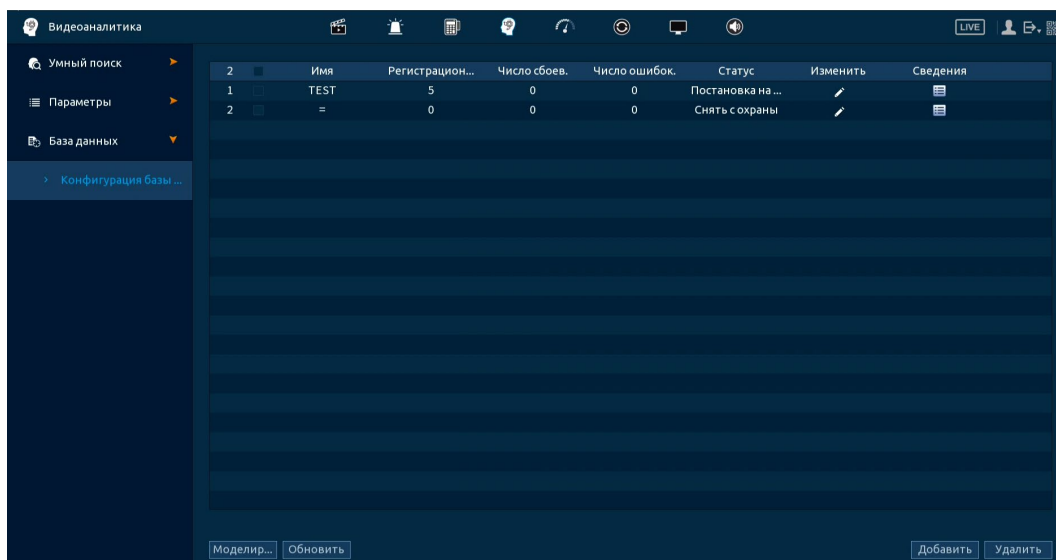 Видеоаналитика
LIVE
Умный поиск
Параметры
База данных
Конфигурация базы ...
2 Имя Регистрацион... Число сбоев. Число ошибок. Статус Изменить Сведения
1 TEST 5 0 0 Постановка на ...
2 = 0 0 0 Снять с охраны
Моделир... Обновить Добавить Удалить